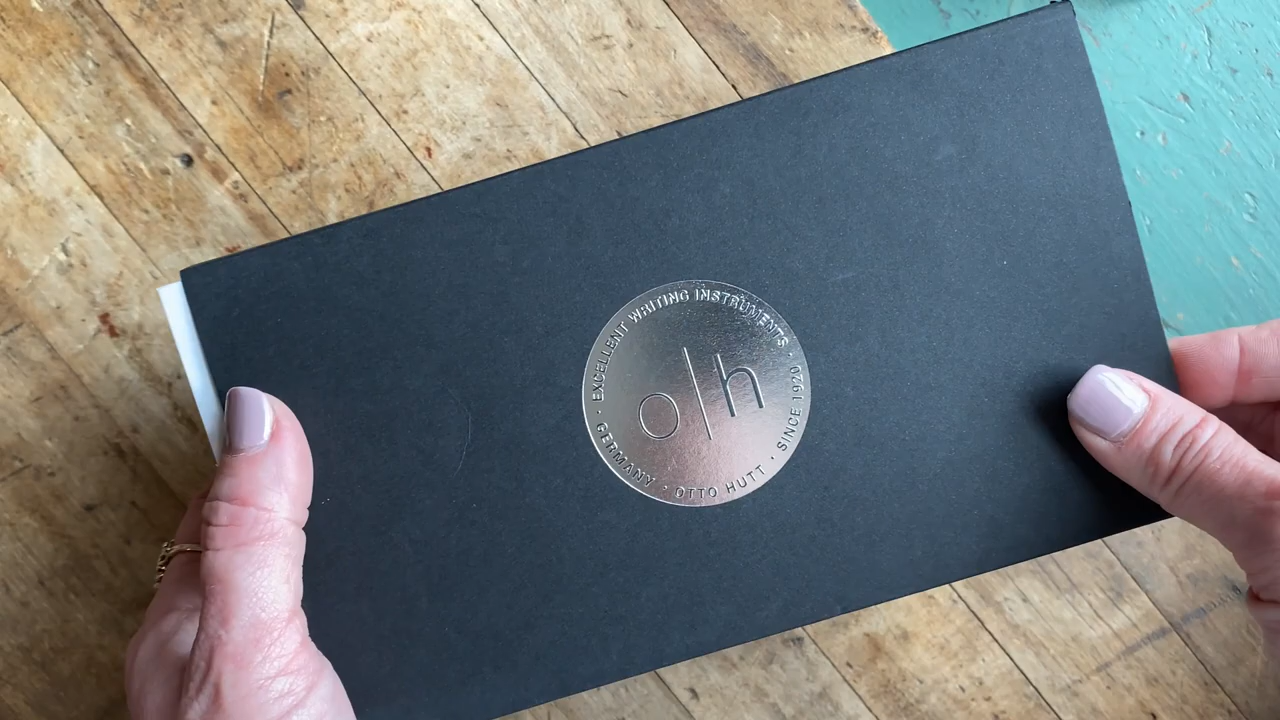 EXCELLENT WRITING INSTRUMENTS · SINCE 1920 · OTTO HUTT · GERMANY ·
o|h